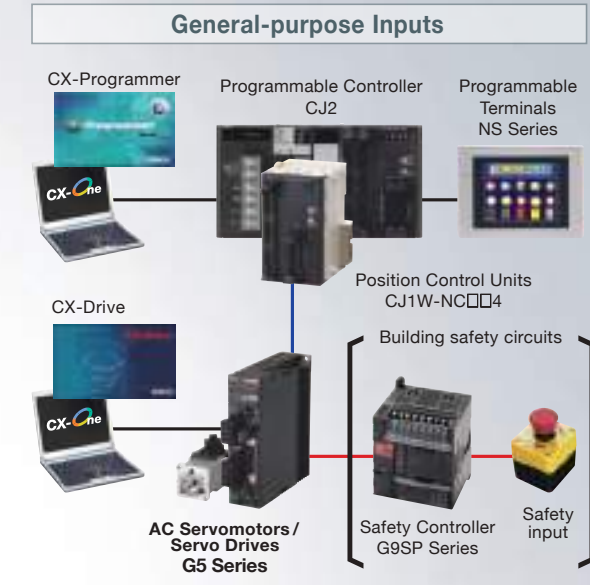 General-purpose Inputs
CX-Programmer
Programmable Controller
CJ2
Programmable
Terminals
NS Series
CX-One
Position Control Units
CJ1W-NC□□4
CX-Drive
Building safety circuits
CX-One
AC Servomotors /
Servo Drives
G5 Series
Safety Controller
G9SP Series
Safety
input